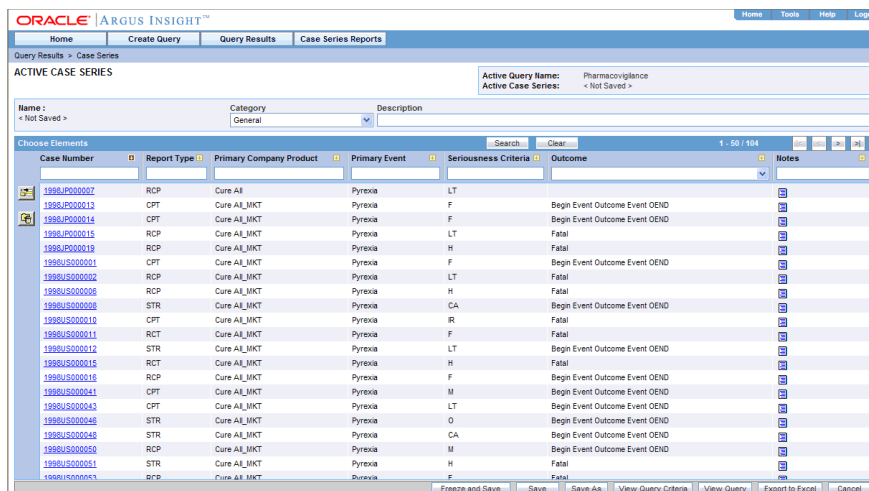 ORACLE ARGUS INSIGHT™
Home Tools Help Logo
Home Create Query Query Results Case Series Reports
Query Results > Case Series
ACTIVE CASE SERIES
Active Query Name: Pharmacovigilance
Active Case Series: < Not Saved >
Name : Category Description
< Not Saved > General
Choose Elements Search Clear 1 - 50 / 104
Case Number Report Type Primary Company Product Primary Event Seriousness Criteria Outcome Notes
1998JP000007 RCP Cure All Pyrexia LT
1998JP000013 CPT Cure All_MKT Pyrexia F Begin Event Outcome Event OEND
1998JP000014 CPT Cure All_MKT Pyrexia F Begin Event Outcome Event OEND
1998JP000015 RCP Cure All_MKT Pyrexia LT Fatal
1998JP000019 RCP Cure All_MKT Pyrexia H Fatal
1998US000001 CPT Cure All_MKT Pyrexia F Begin Event Outcome Event OEND
1998US000002 RCP Cure All_MKT Pyrexia LT Fatal
1998US000006 RCP Cure All_MKT Pyrexia H Fatal
1998US000008 STR Cure All_MKT Pyrexia CA Begin Event Outcome Event OEND
1998US000010 CPT Cure All_MKT Pyrexia IR Fatal
1998US000011 RCT Cure All_MKT Pyrexia F Fatal
1998US000012 STR Cure All_MKT Pyrexia LT Begin Event Outcome Event OEND
1998US000015 RCT Cure All_MKT Pyrexia H Fatal
1998US000016 RCP Cure All_MKT Pyrexia F Begin Event Outcome Event OEND
1998US000041 CPT Cure All_MKT Pyrexia M Begin Event Outcome Event OEND
1998US000043 CPT Cure All_MKT Pyrexia LT Begin Event Outcome Event OEND
1998US000046 STR Cure All_MKT Pyrexia O Begin Event Outcome Event OEND
1998US000048 STR Cure All_MKT Pyrexia CA Begin Event Outcome Event OEND
1998US000050 RCP Cure All_MKT Pyrexia M Begin Event Outcome Event OEND
1998US000051 STR Cure All_MKT Pyrexia H Fatal
1998US000053 RCP Cure All_MKT Pyrexia F Fatal
Freeze and Save Save Save As View Query Criteria View Query Export to Excel Cancel